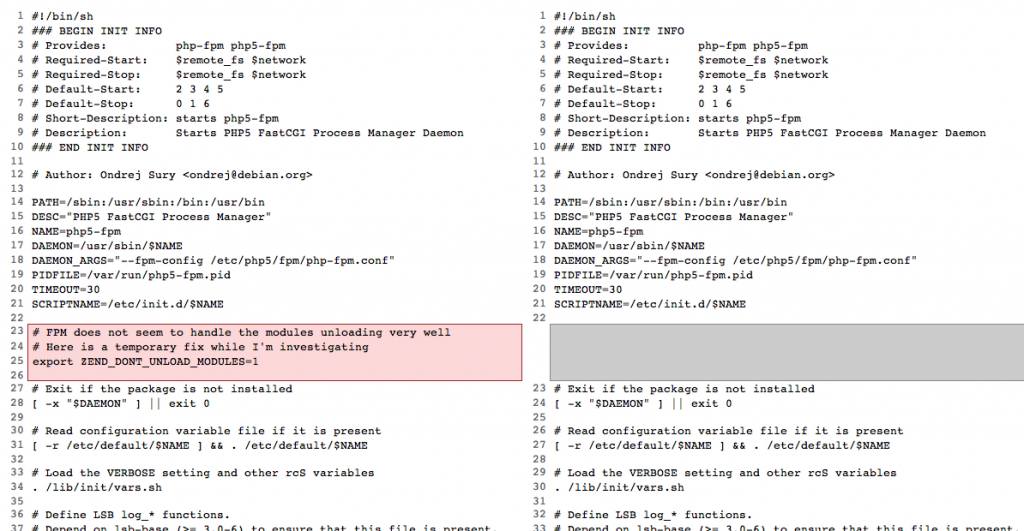 1 #!/bin/sh
2 ### BEGIN INIT INFO
3 # Provides:          php-fpm php5-fpm
4 # Required-Start:    $remote_fs $network
5 # Required-Stop:     $remote_fs $network
6 # Default-Start:     2 3 4 5
7 # Default-Stop:      0 1 6
8 # Short-Description: starts php5-fpm
9 # Description:       Starts PHP5 FastCGI Process Manager Daemon
10 ### END INIT INFO
11
12 # Author: Ondrej Sury <ondrej@debian.org>
13
14 PATH=/sbin:/usr/sbin:/bin:/usr/bin
15 DESC="PHP5 FastCGI Process Manager"
16 NAME=php5-fpm
17 DAEMON=/usr/sbin/$NAME
18 DAEMON_ARGS="--fpm-config /etc/php5/fpm/php-fpm.conf"
19 PIDFILE=/var/run/php5-fpm.pid
20 TIMEOUT=30
21 SCRIPTNAME=/etc/init.d/$NAME
22
23 # FPM does not seem to handle the modules unloading very well
24 # Here is a temporary fix while I'm investigating
25 export ZEND_DONT_UNLOAD_MODULES=1
26
27 # Exit if the package is not installed
28 [ -x "$DAEMON" ] || exit 0
29
30 # Read configuration variable file if it is present
31 [ -r /etc/default/$NAME ] && . /etc/default/$NAME
32
33 # Load the VERBOSE setting and other rcS variables
34 . /lib/init/vars.sh
35
36 # Define LSB log_* functions.
37 # Depend on lsb-base (>= 3.0-6) to ensure that this file is present.
1 #!/bin/sh
2 ### BEGIN INIT INFO
3 # Provides:          php-fpm php5-fpm
4 # Required-Start:    $remote_fs $network
5 # Required-Stop:     $remote_fs $network
6 # Default-Start:     2 3 4 5
7 # Default-Stop:      0 1 6
8 # Short-Description: starts php5-fpm
9 # Description:       Starts PHP5 FastCGI Process Manager Daemon
10 ### END INIT INFO
11
12 # Author: Ondrej Sury <ondrej@debian.org>
13
14 PATH=/sbin:/usr/sbin:/bin:/usr/bin
15 DESC="PHP5 FastCGI Process Manager"
16 NAME=php5-fpm
17 DAEMON=/usr/sbin/$NAME
18 DAEMON_ARGS="--fpm-config /etc/php5/fpm/php-fpm.conf"
19 PIDFILE=/var/run/php5-fpm.pid
20 TIMEOUT=30
21 SCRIPTNAME=/etc/init.d/$NAME
22
23 # Exit if the package is not installed
24 [ -x "$DAEMON" ] || exit 0
25
26 # Read configuration variable file if it is present
27 [ -r /etc/default/$NAME ] && . /etc/default/$NAME
28
29 # Load the VERBOSE setting and other rcS variables
30 . /lib/init/vars.sh
31
32 # Define LSB log_* functions.
33 # Depend on lsb-base (>= 3.0-6) to ensure that this file is present.